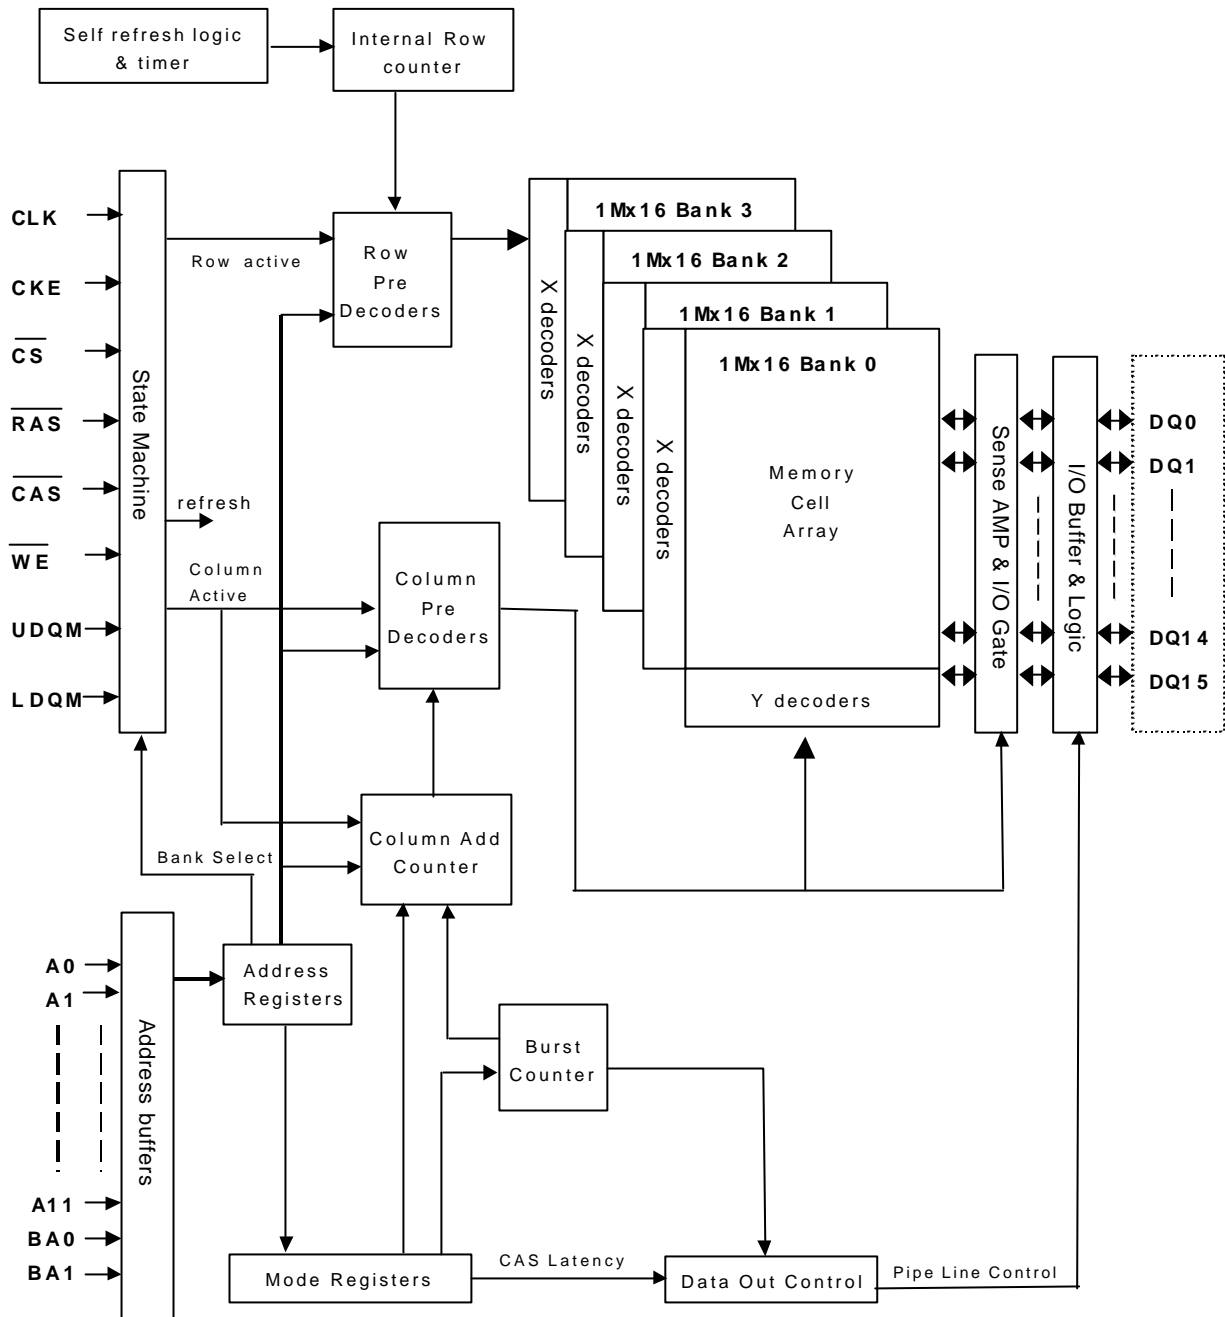 Self refresh logic
& timer
Internal Row
counter
CLK
CKE
CS
RAS
CAS
WE
UDQM
LDQM
State Machine
Row active
refresh
Column
Active
Bank Select
Row
Pre
Decoders
Column
Pre
Decoders
Column Add
Counter
X decoders
X decoders
X decoders
X decoders
1Mx16 Bank 3
1Mx16 Bank 2
1Mx16 Bank 1
1Mx16 Bank 0
Memory
Cell
Array
Y decoders
Sense AMP & I/O Gate
I/O Buffer & Logic
DQ0
DQ1
DQ14
DQ15
A0
A1
A11
BA0
BA1
Address buffers
Address
Registers
Burst
Counter
Mode Registers
CAS Latency
Data Out Control
Pipe Line Control